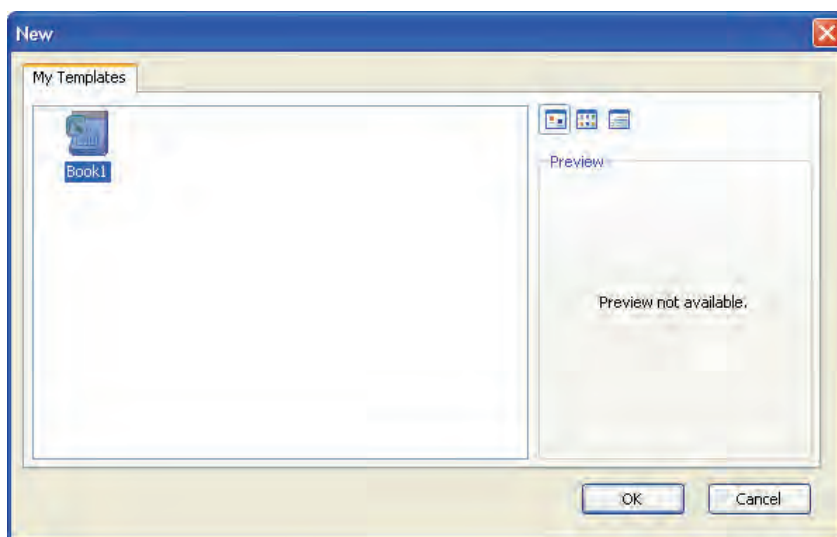 New
My Templates
Book1
Preview
Preview not available.
OK
Cancel